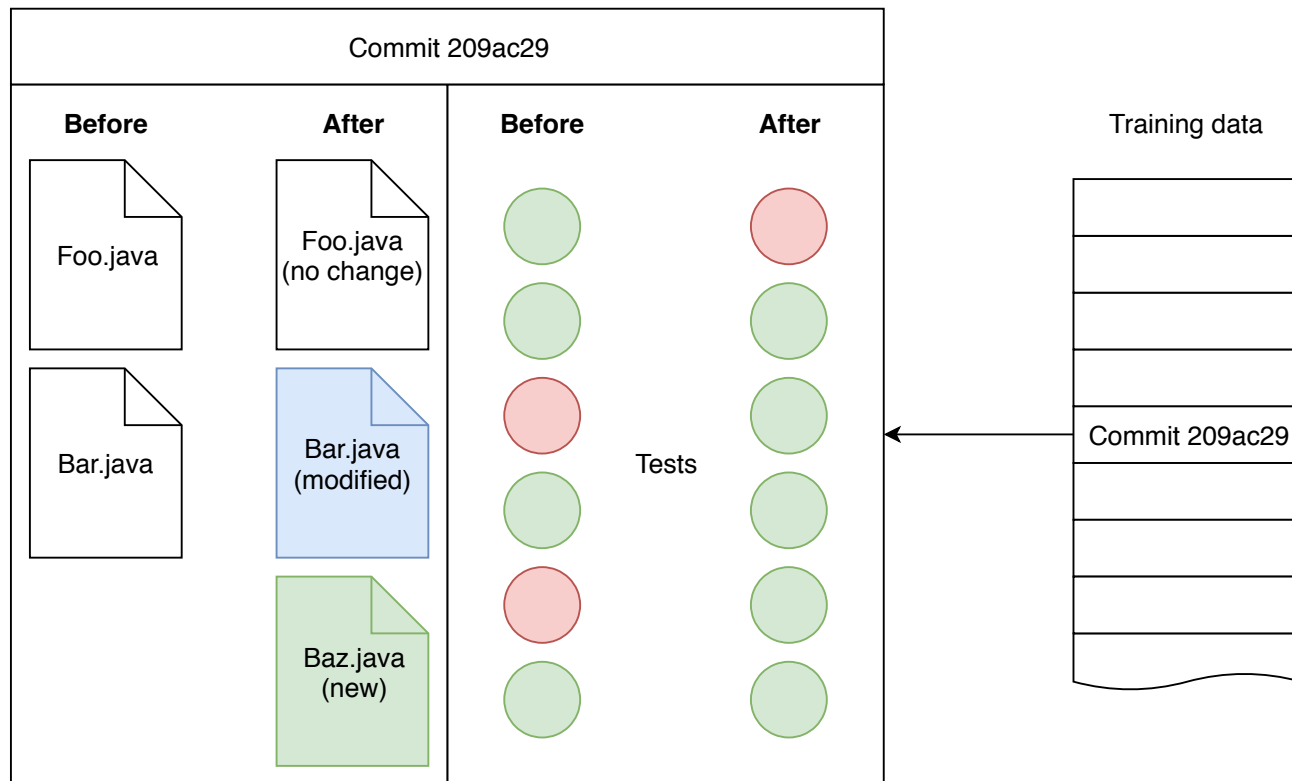 Commit 209ac29
Before
After
Before
After
Training data
Foo.java
Foo.java
(no change)
Bar.java
Bar.java
(modified)
Tests
Commit 209ac29
Baz.java
(new)